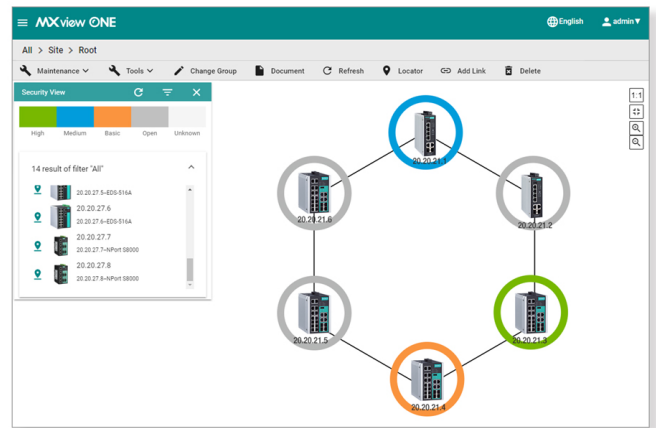 MXview ONE
English
admin
All > Site > Root
Maintenance
Tools
Change Group
Document
Refresh
Locator
Add Link
Delete
Security View
High
Medium
Basic
Open
Unknown
14 result of filter "All"
20.20.27.5–EDS-516A
20.20.27.6
20.20.27.6–EDS-516A
20.20.27.7
20.20.27.7–NPort S8000
20.20.27.8
20.20.27.8–NPort S8000
1:1
20.20.21.1
20.20.21.6
20.20.21.2
20.20.21.5
20.20.21.3
20.20.21.4